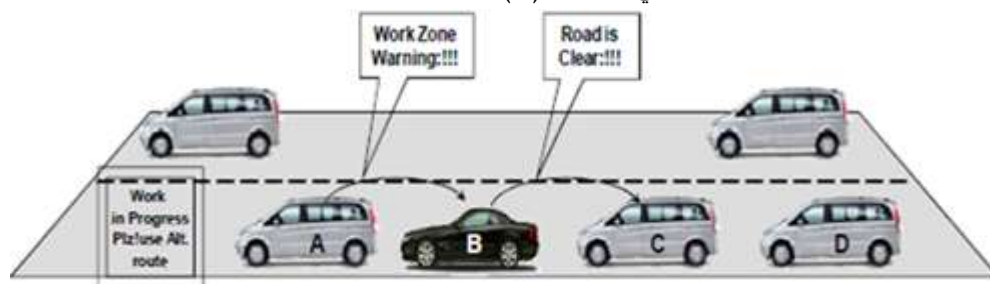 Work Zone
Warning:!!!
Road is
Clear:!!!
Work
in Progress
Plz!use Alt.
route
A
B
C
D